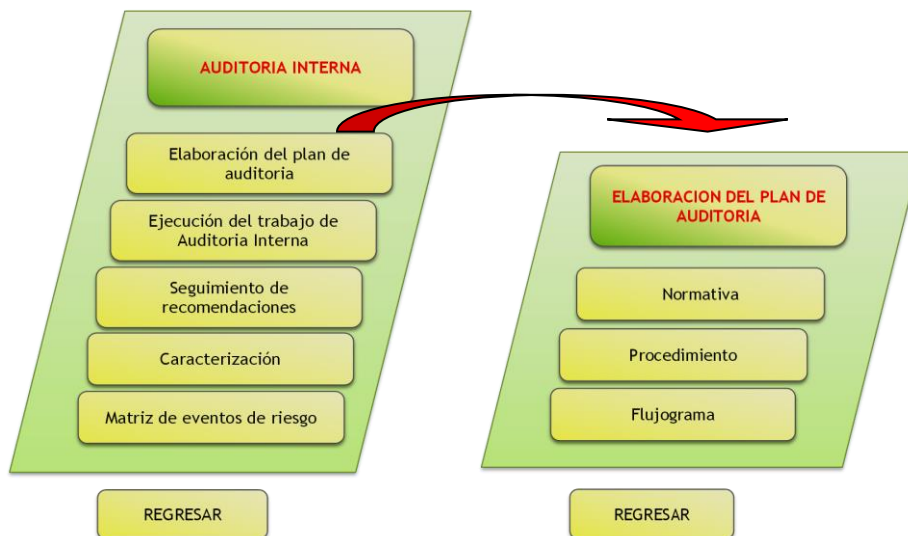 AUDITORIA INTERNA
Elaboración del plan de
auditoria
Ejecución del trabajo de
Auditoria Interna
Seguimiento de
recomendaciones
Caracterización
Matriz de eventos de riesgo
REGRESAR
ELABORACION DEL PLAN DE
AUDITORIA
Normativa
Procedimiento
Flujograma
REGRESAR